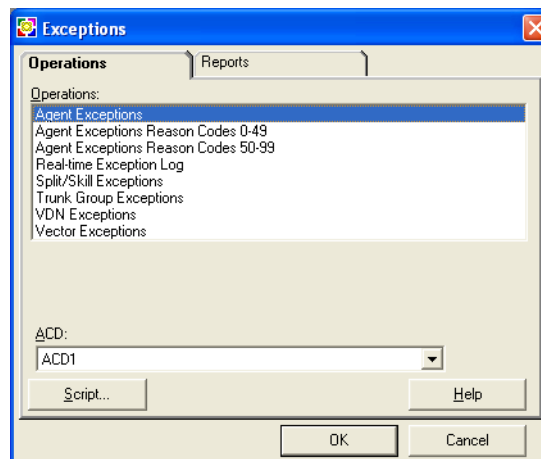 Exceptions
Operations Reports
Operations:
Agent Exceptions
Agent Exceptions Reason Codes 0-49
Agent Exceptions Reason Codes 50-99
Real-time Exception Log
Split/Skill Exceptions
Trunk Group Exceptions
VDN Exceptions
Vector Exceptions
ACD:
ACD1
Script... Help
OK Cancel